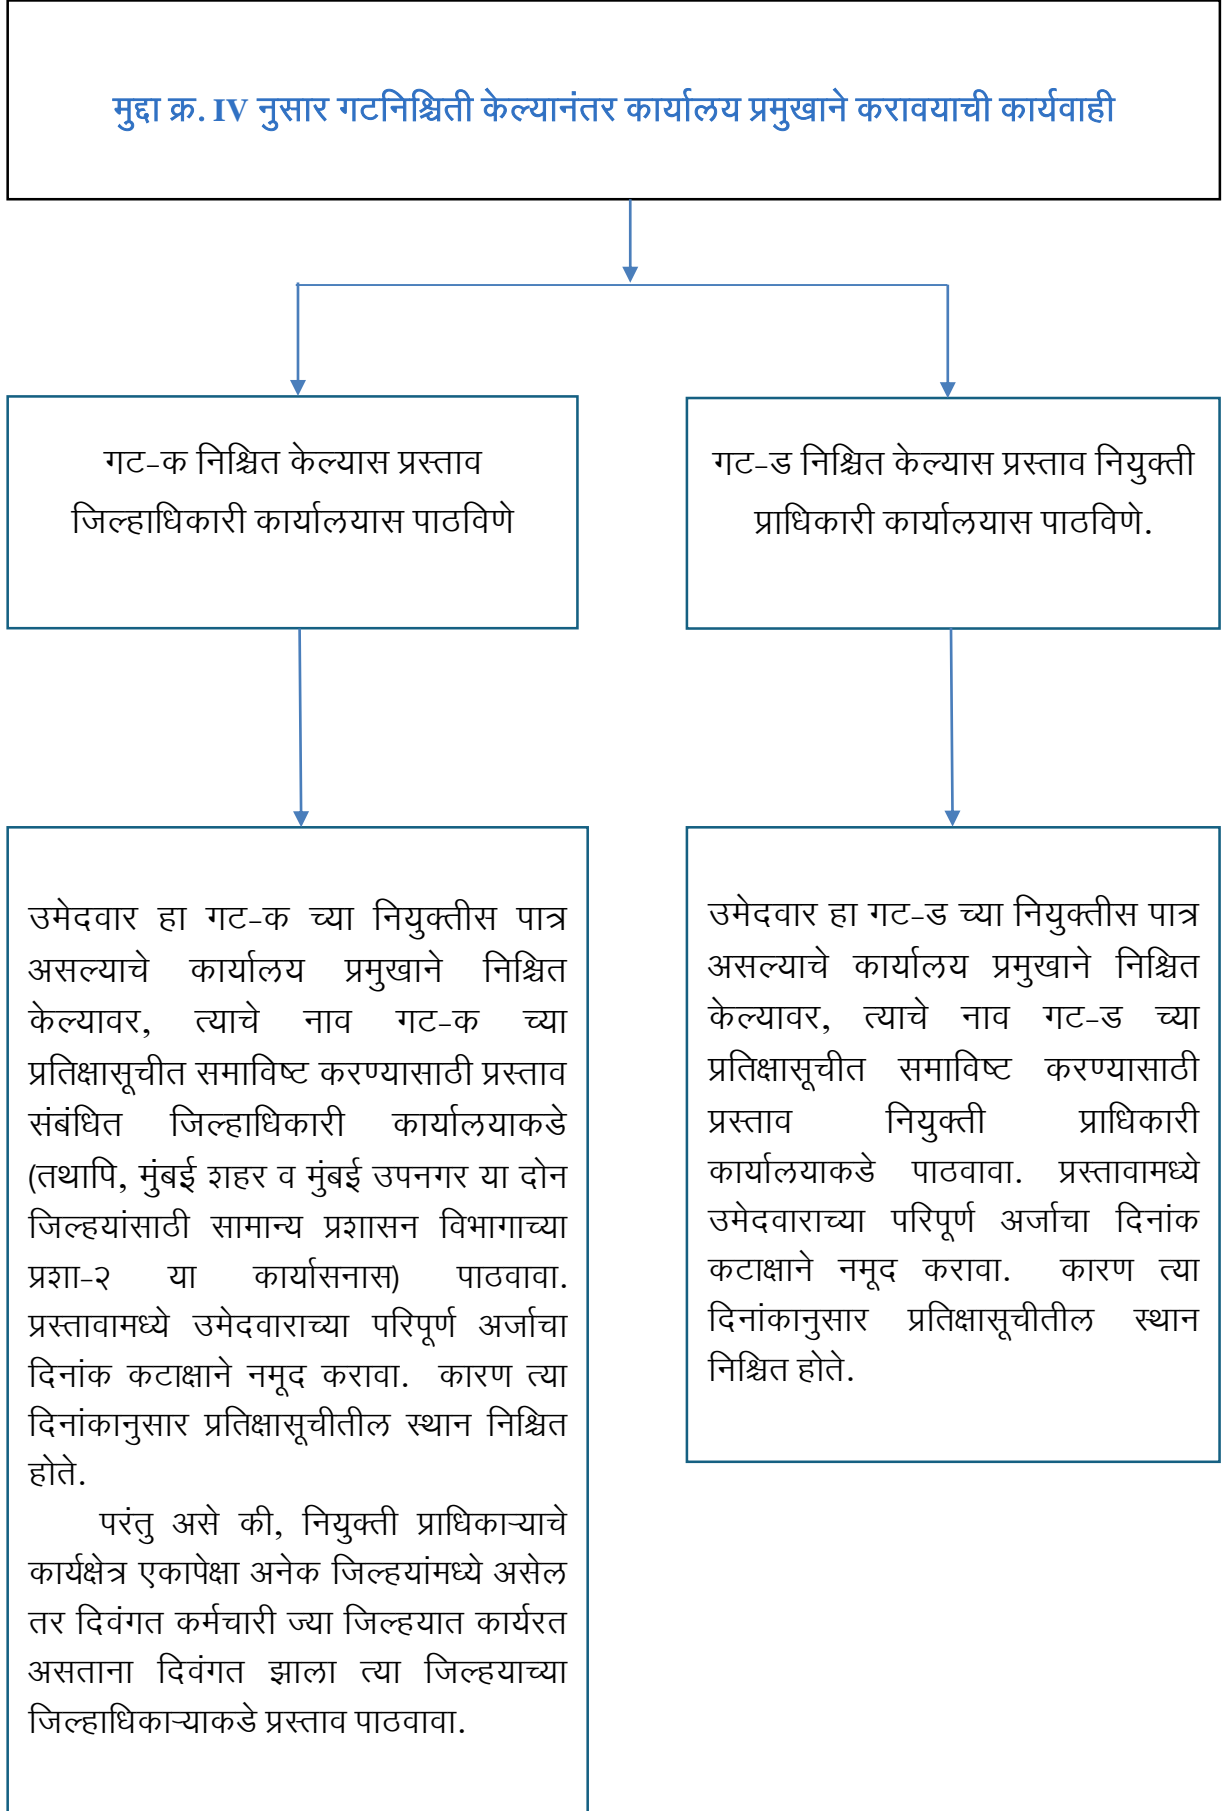 मुद्दा क्र. IV नुसार गटनिश्चिती केल्यानंतर कार्यालय प्रमुखाने करावयाची कार्यवाही
गट-क निश्चित केल्यास प्रस्ताव
जिल्हाधिकारी कार्यालयास पाठविणे
गट-ड निश्चित केल्यास प्रस्ताव नियुक्ती
प्राधिकारी कार्यालयास पाठविणे.
उमेदवार हा गट-क च्या नियुक्तीस पात्र
असल्याचे कार्यालय प्रमुखाने निश्चित
केल्यावर, त्याचे नाव गट-क च्या
प्रतिक्षासूचीत समाविष्ट करण्यासाठी प्रस्ताव
संबंधित जिल्हाधिकारी कार्यालयाकडे
(तथापि, मुंबई शहर व मुंबई उपनगर या दोन
जिल्हयांसाठी सामान्य प्रशासन विभागाच्या
प्रशा-२ या कार्यासनास) पाठवावा.
प्रस्तावामध्ये उमेदवाराच्या परिपूर्ण अर्जाचा
दिनांक कटाक्षाने नमूद करावा. कारण त्या
दिनांकानुसार प्रतिक्षासूचीतील स्थान निश्चित
होते.
परंतु असे की, नियुक्ती प्राधिकाऱ्याचे
कार्यक्षेत्र एकापेक्षा अनेक जिल्हयांमध्ये असेल
तर दिवंगत कर्मचारी ज्या जिल्हयात कार्यरत
असताना दिवंगत झाला त्या जिल्हयाच्या
जिल्हाधिकाऱ्याकडे प्रस्ताव पाठवावा.
उमेदवार हा गट-ड च्या नियुक्तीस पात्र
असल्याचे कार्यालय प्रमुखाने निश्चित
केल्यावर, त्याचे नाव गट-ड च्या
प्रतिक्षासूचीत समाविष्ट करण्यासाठी
प्रस्ताव नियुक्ती प्राधिकारी
कार्यालयाकडे पाठवावा. प्रस्तावामध्ये
उमेदवाराच्या परिपूर्ण अर्जाचा दिनांक
कटाक्षाने नमूद करावा. कारण त्या
दिनांकानुसार प्रतिक्षासूचीतील स्थान
निश्चित होते.